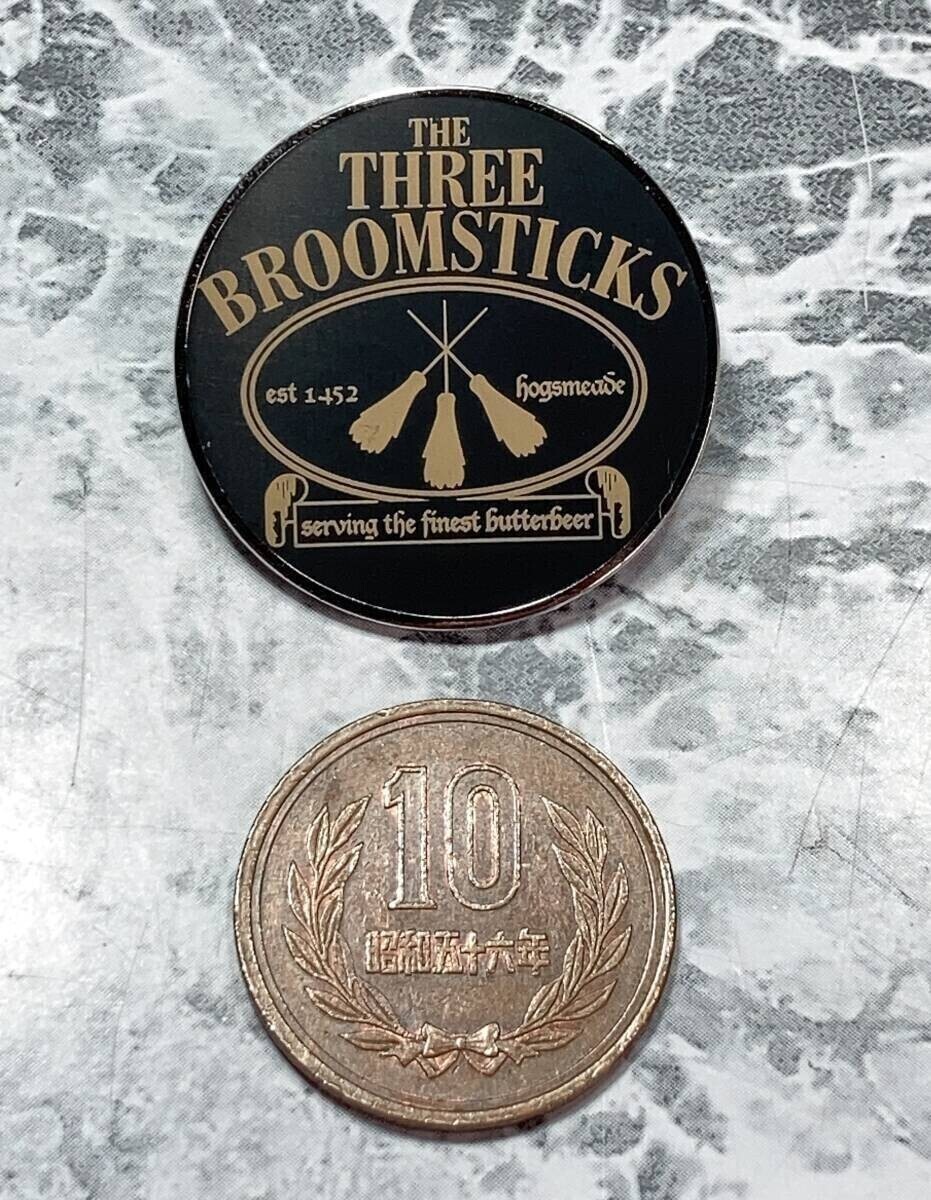 THE
THREE
BROOMSTICKS
est 1452
hogsmeade
serving the finest butterbeer
10
昭和五十六年